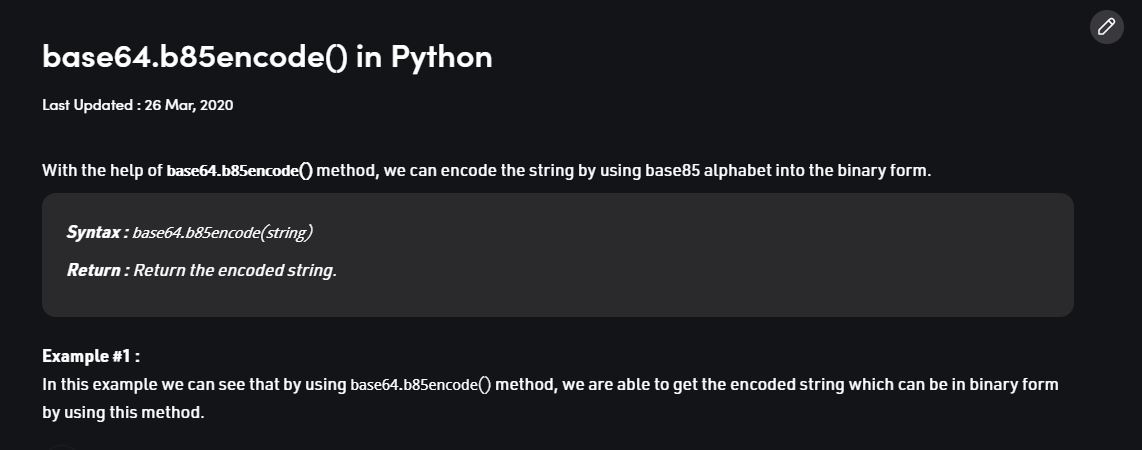 base64.b85encode() in Python
Last Updated : 26 Mar, 2020
With the help of base64.b85encode() method, we can encode the string by using base85 alphabet into the binary form.
Syntax : base64.b85encode(string)
Return : Return the encoded string.
Example #1 :
In this example we can see that by using base64.b85encode() method, we are able to get the encoded string which can be in binary form
by using this method.